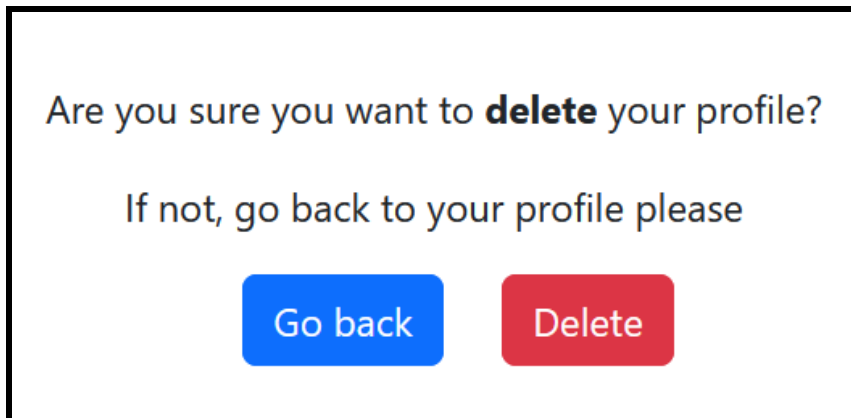 Are you sure you want to delete your profile?
If not, go back to your profile please
Go back
Delete